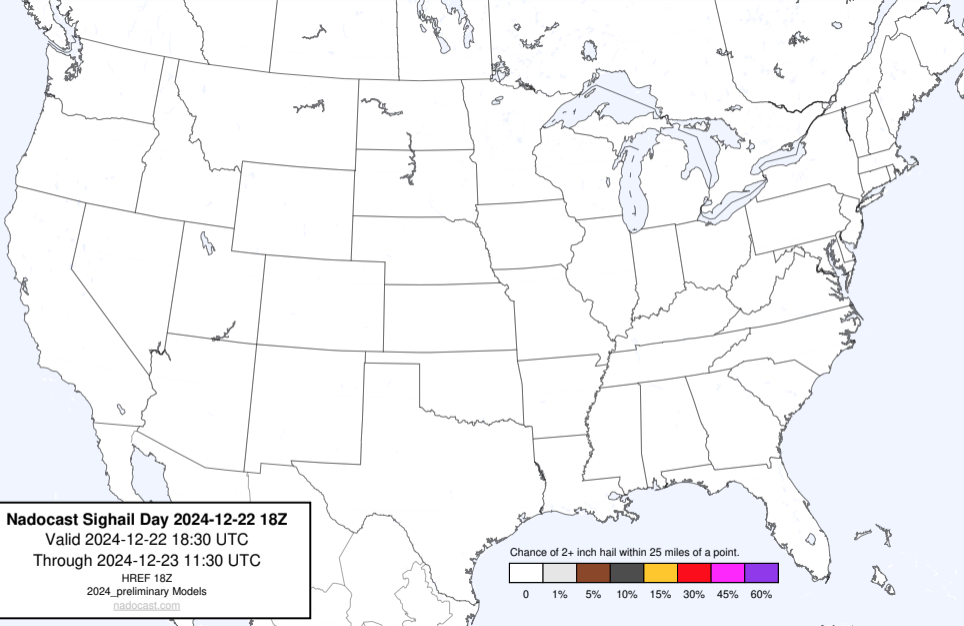 Nadocast Sighail Day 2024-12-22 18Z
Valid 2024-12-22 18:30 UTC
Through 2024-12-23 11:30 UTC
HREF 18Z
2024_preliminary Models
nadocast.com
Chance of 2+ inch hail within 25 miles of a point.
0 1% 5% 10% 15% 30% 45% 60%